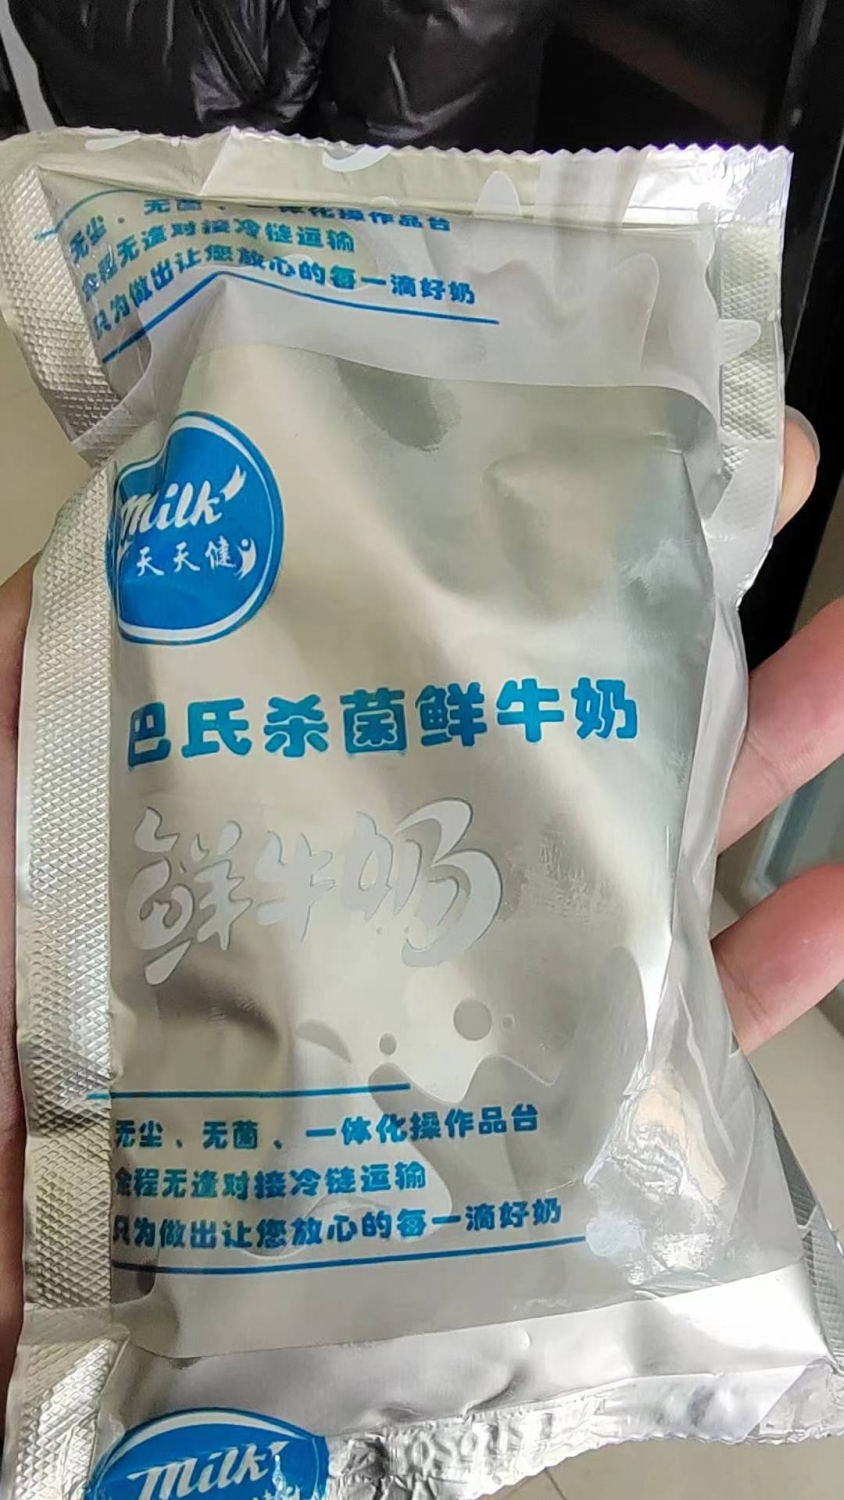 无尘、无菌、一体化操作品台
全程无逢对接冷链运输
只为做出让您放心的每一滴好奶
milk
天天健
巴氏杀菌鲜牛奶
鲜牛奶
无尘、无菌、一体化操作品台
全程无逢对接冷链运输
只为做出让您放心的每一滴好奶
milk